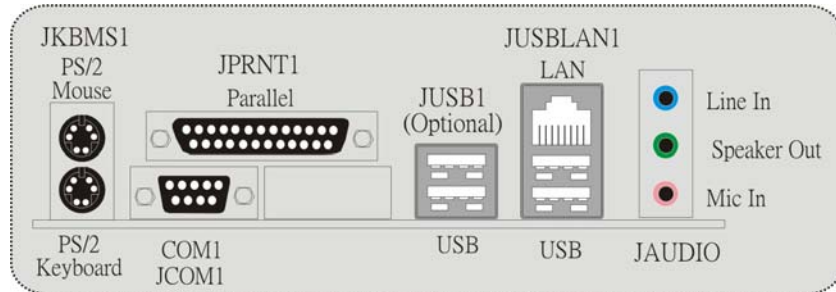 JKBMS1
PS/2
Mouse
JPRNT1
Parallel
JUSB1
(Optional)
JUSBLAN1
LAN
Line In
Speaker Out
Mic In
PS/2
Keyboard
COM1
JCOM1
USB
USB
JAUDIO